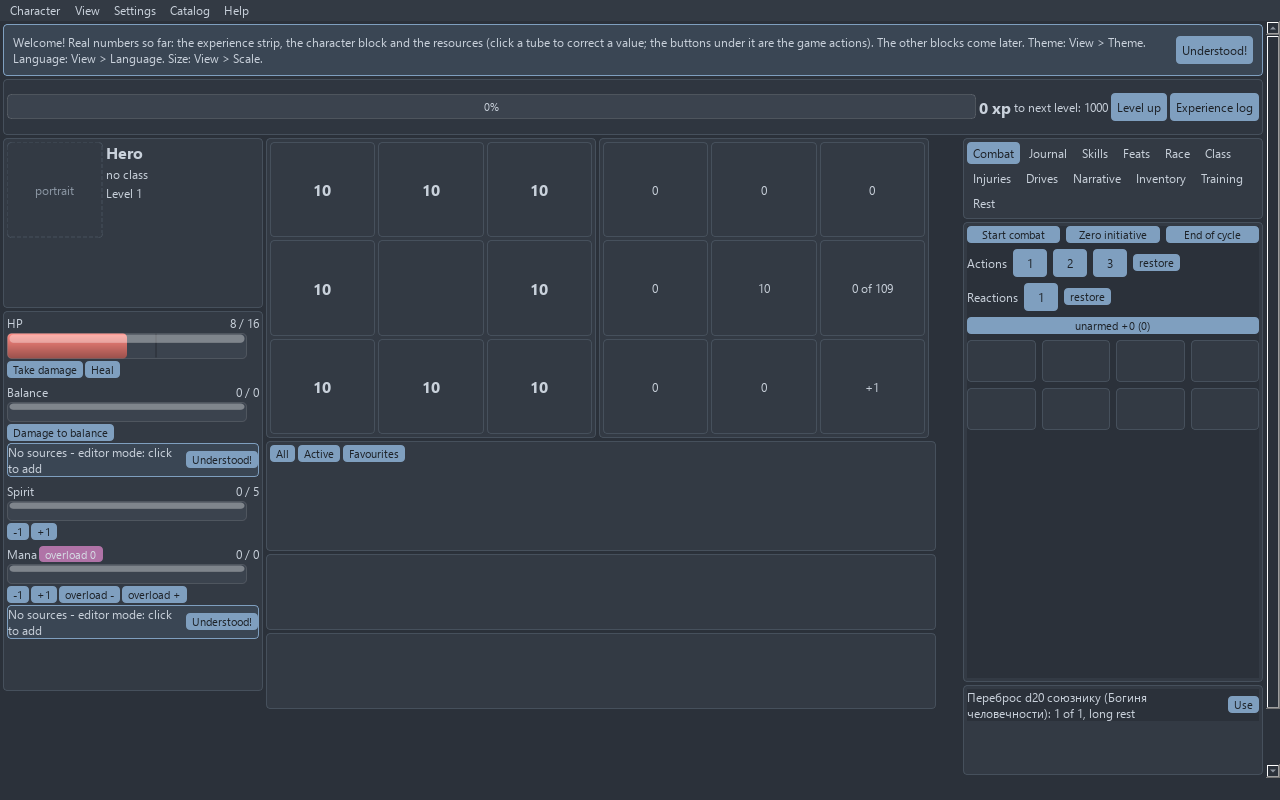 Character View Settings Catalog Help
Welcome! Real numbers so far: the experience strip, the character block and the resources (click a tube to correct a value; the buttons under it are the game actions). The other blocks come later. Theme: View > Theme.
Language: View > Language. Size: View > Scale.
Understood!
0%
0 xp to next level: 1000
Level up
Experience log
portrait
Hero
no class
Level 1
HP 8 / 16
Take damage Heal
Balance 0 / 0
Damage to balance
No sources - editor mode: click
to add
Understood!
Spirit 0 / 5
-1 +1
Mana overload 0 0 / 0
-1 +1 overload - overload +
No sources - editor mode: click
to add
Understood!
10 10 10
10 10
10 10 10
0 0 0
0 10 0 of 109
0 0 +1
All Active Favourites
Combat Journal Skills Feats Race Class
Injuries Drives Narrative Inventory Training
Rest
Start combat Zero initiative End of cycle
Actions 1 2 3 restore
Reactions 1 restore
unarmed +0 (0)
Переброс d20 союзнику (Богиня
человечности): 1 of 1, long rest
Use